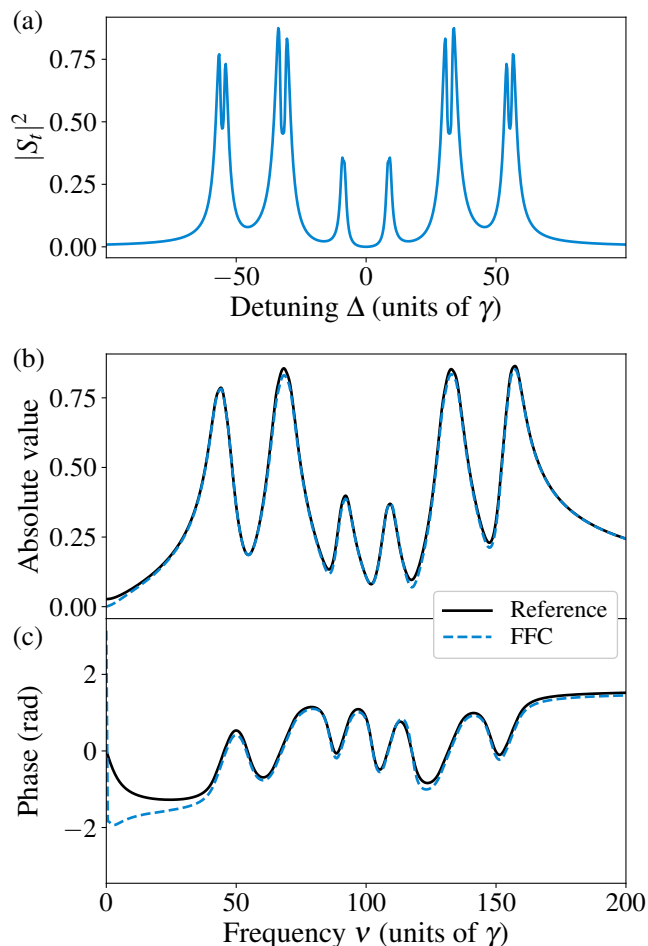 (a)
|S_t|²
0.75
0.50
0.25
0.00
−50
0
50
Detuning Δ (units of γ)
(b)
Absolute value
0.75
0.50
0.25
0.00
Reference
FFC
(c)
Phase (rad)
2
0
−2
0
50
100
150
200
Frequency ν (units of γ)